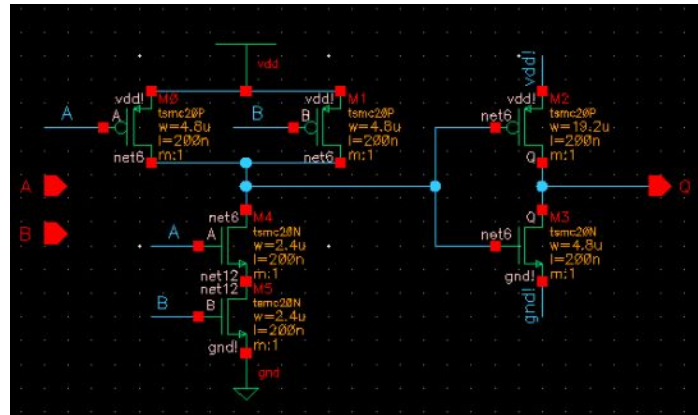 vdd
vdd!
M0
A
A
tsmc20P
w=4.8u
l=200n
m:1
net6
vdd!
M1
B
B
tsmc20P
w=4.8u
l=200n
m:1
net6
vdd!
vdd!
M2
net6
tsmc20P
w=19.2u
l=200n
m:1
Q
A
B
net6
M4
A
A
tsmc20N
w=2.4u
l=200n
m:1
net12
net12
M5
B
B
tsmc20N
w=2.4u
l=200n
m:1
gnd!
gnd
Q
M3
net6
tsmc20N
w=4.8u
l=200n
m:1
gnd!
gnd!
Q